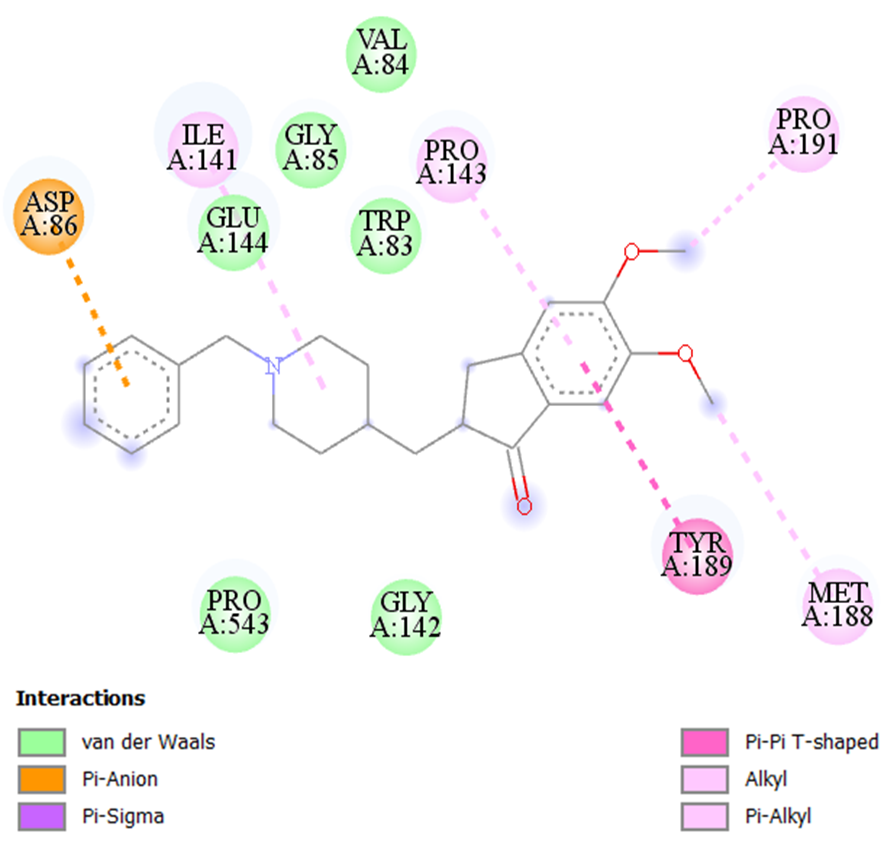 VAL
A:84
ILE
A:141
GLY
A:85
PRO
A:143
PRO
A:191
ASP
A:86
GLU
A:144
TRP
A:83
O
N
O
O
TYR
A:189
PRO
A:543
GLY
A:142
MET
A:188
Interactions
van der Waals
Pi-Anion
Pi-Sigma
Pi-Pi T-shaped
Alkyl
Pi-Alkyl